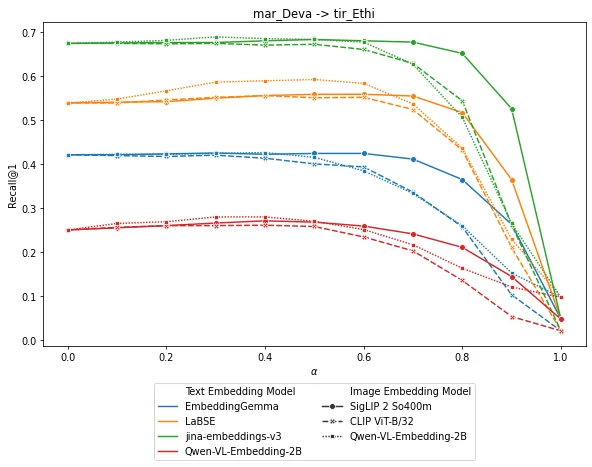 mar_Deva -> tir_Ethi
Recall@1
0.7
0.6
0.5
0.4
0.3
0.2
0.1
0.0
0.0 0.2 0.4 0.6 0.8 1.0
α
Text Embedding Model Image Embedding Model
EmbeddingGemma SigLIP 2 So400m
LaBSE CLIP ViT-B/32
jina-embeddings-v3 Qwen-VL-Embedding-2B
Qwen-VL-Embedding-2B